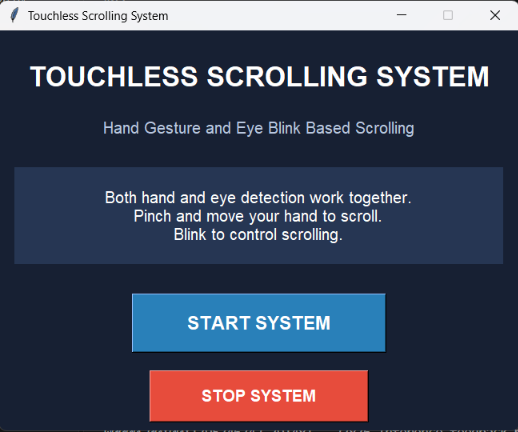 Touchless Scrolling System
TOUCHLESS SCROLLING SYSTEM
Hand Gesture and Eye Blink Based Scrolling
Both hand and eye detection work together.
Pinch and move your hand to scroll.
Blink to control scrolling.
START SYSTEM
STOP SYSTEM